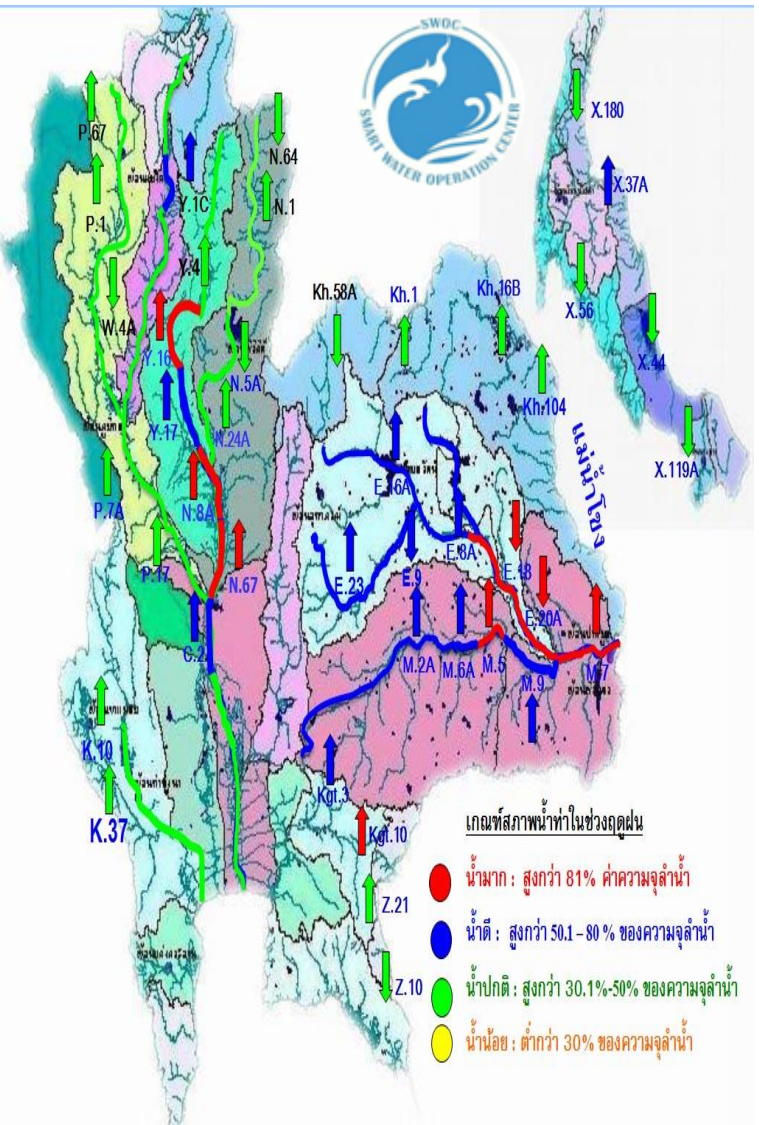 SWOC
SMART WATER OPERATION CENTER
P.67
P.1
W.4A
Y.1C
N.64
N.1
Y.4
Y.16
Y.17
N.5A
N.24A
N.8A
P.7A
P.17
N.67
C.2
K.10
K.37
Kh.58A
Kh.1
Kh.16B
Kh.104
แม่น้ำโขง
X.180
X.37A
X.56
X.44
X.119A
E.16A
E.23
E.9
E.8A
E.18
E.20A
M.2A
M.6A
M.5
M.9
M.7
Kgt.3
Kgt.10
Z.21
Z.10
เกณฑ์สภาพน้ำท่าในช่วงฤดูฝน
น้ำมาก : สูงกว่า 81% ค่าความจุลำน้ำ
น้ำดี : สูงกว่า 50.1 – 80 % ของความจุลำน้ำ
น้ำปกติ : สูงกว่า 30.1%-50% ของความจุลำน้ำ
น้ำน้อย : ต่ำกว่า 30% ของความจุลำน้ำ